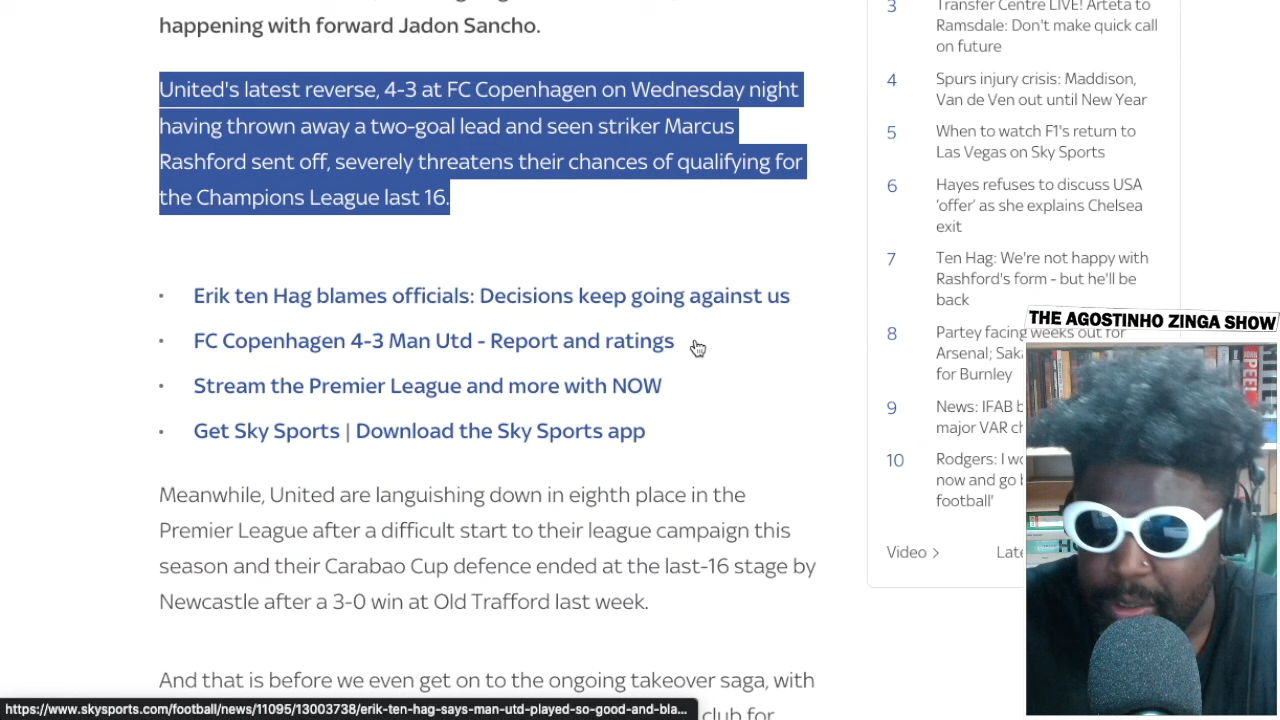 happening with forward Jadon Sancho.
United's latest reverse, 4-3 at FC Copenhagen on Wednesday night
having thrown away a two-goal lead and seen striker Marcus
Rashford sent off, severely threatens their chances of qualifying for
the Champions League last 16.
• Erik ten Hag blames officials: Decisions keep going against us
• FC Copenhagen 4-3 Man Utd - Report and ratings
• Stream the Premier League and more with NOW
• Get Sky Sports | Download the Sky Sports app
Meanwhile, United are languishing down in eighth place in the
Premier League after a difficult start to their league campaign this
season and their Carabao Cup defence ended at the last-16 stage by
Newcastle after a 3-0 win at Old Trafford last week.
And that is before we even get on to the ongoing takeover saga, with
club for
https://www.skysports.com/football/news/11095/13003738/erik-ten-hag-says-man-utd-played-so-good-and-bla...
3 Transfer Centre LIVE! Arteta to
Ramsdale: Don't make quick call
on future
4 Spurs injury crisis: Maddison,
Van de Ven out until New Year
5 When to watch F1's return to
Las Vegas on Sky Sports
6 Hayes refuses to discuss USA
'offer' as she explains Chelsea
exit
7 Ten Hag: We're not happy with
Rashford's form - but he'll be
back
8 Partey facing weeks out for
Arsenal; Saka
for Burnley
9 News: IFAB
major VAR
10 Rodgers: I
now and go
football'
Video >
THE AGOSTINHO ZINGA SHOW